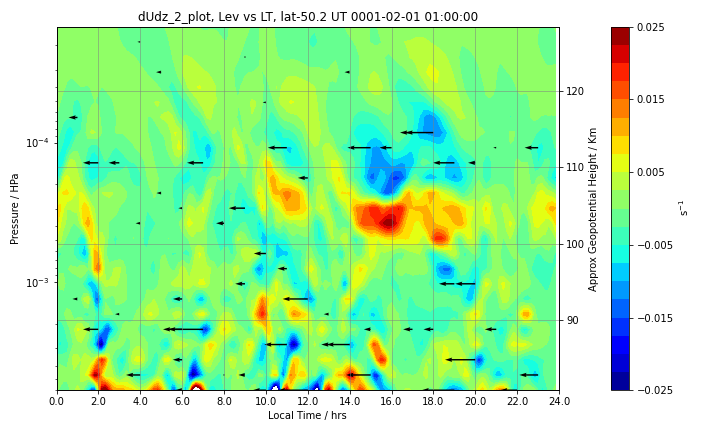 dUdz_2_plot, Lev vs LT, lat-50.2 UT 0001-02-01 01:00:00
Pressure / HPa
10⁻⁴
10⁻³
0.0 2.0 4.0 6.0 8.0 10.0 12.0 14.0 16.0 18.0 20.0 22.0 24.0
Local Time / hrs
120
110
100
90
Approx Geopotential Height / Km
0.025
0.015
0.005
−0.005
−0.015
−0.025
s⁻¹